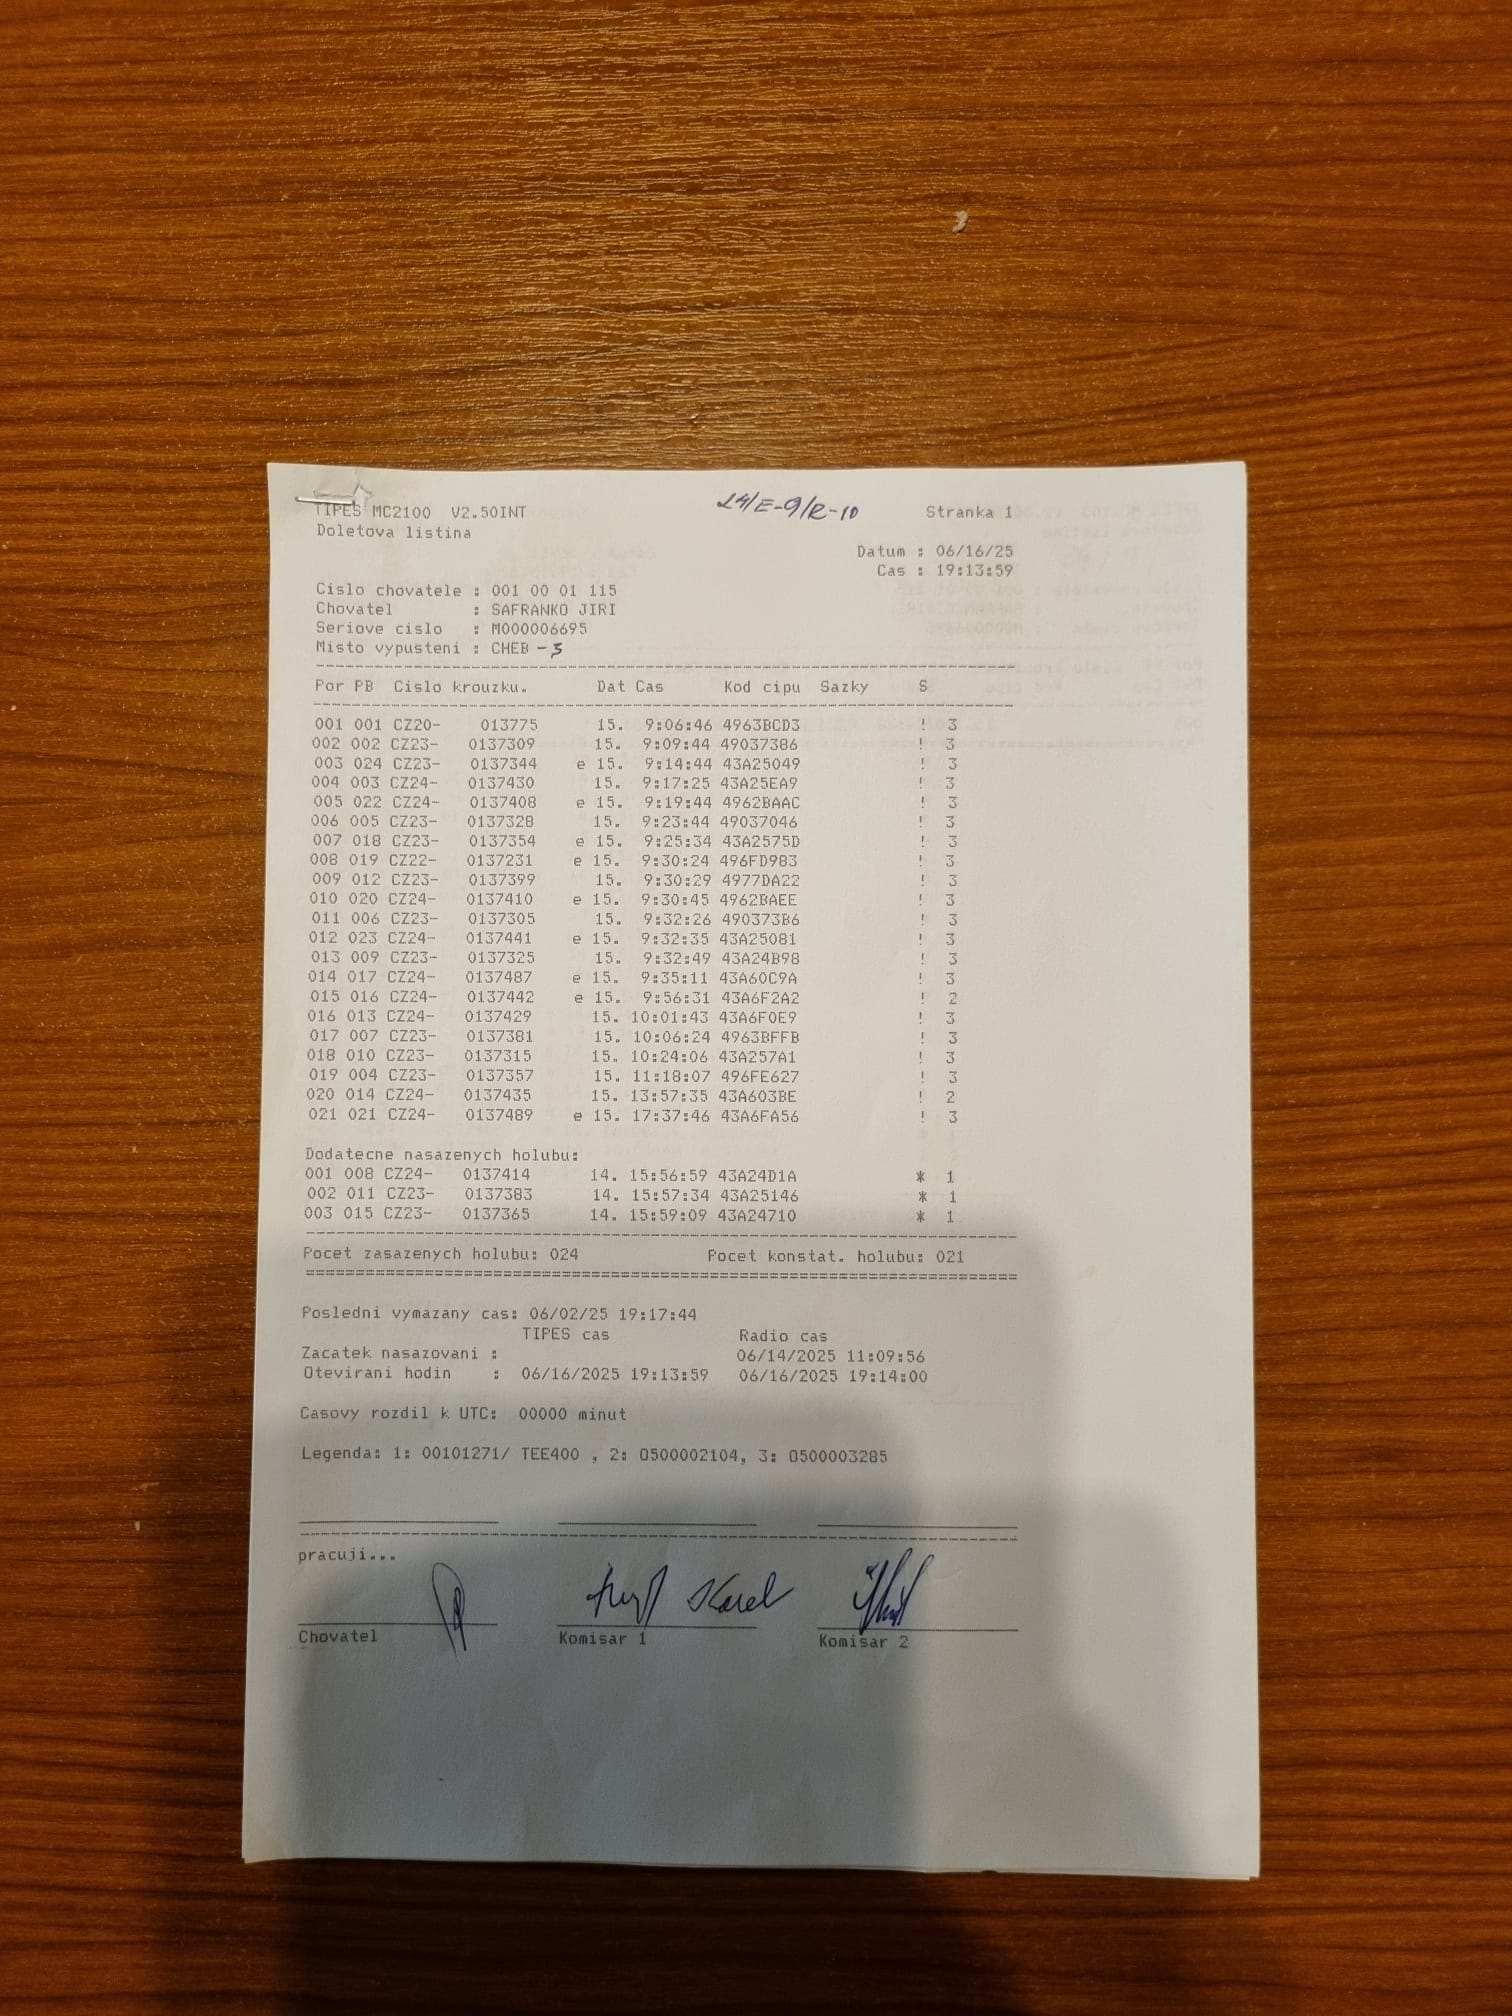 TIPES MC2100 V2.50INT 24/E-9/R-10 Stranka 1
Doletova listina
Datum : 06/16/25
Cas : 19:13:59
Cislo chovatele : 001 00 01 115
Chovatel : SAFRANKO JIRI
Seriove cislo : M000006695
Misto vypusteni : CHEB -3
Por PB Cislo krouzku. Dat Cas Kod cipu Sazky S
001 001 CZ20- 013775 15. 9:06:46 4963BCD3 ! 3
002 002 CZ23- 0137309 15. 9:09:44 49037386 ! 3
003 024 CZ23- 0137344 e 15. 9:14:44 43A25049 ! 3
004 003 CZ24- 0137430 15. 9:17:25 43A25EA9 ! 3
005 022 CZ24- 0137408 e 15. 9:19:44 4962BAAC ! 3
006 005 CZ23- 0137328 15. 9:23:44 49037046 ! 3
007 018 CZ23- 0137354 e 15. 9:25:34 43A2575D ! 3
008 019 CZ22- 0137231 e 15. 9:30:24 496FD983 ! 3
009 012 CZ23- 0137399 15. 9:30:29 4977DA22 ! 3
010 020 CZ24- 0137410 e 15. 9:30:45 4962BAEE ! 3
011 006 CZ23- 0137305 15. 9:32:26 490373B6 ! 3
012 023 CZ24- 0137441 e 15. 9:32:35 43A25081 ! 3
013 009 CZ23- 0137325 15. 9:32:49 43A24B98 ! 3
014 017 CZ24- 0137487 e 15. 9:35:11 43A60C9A ! 3
015 016 CZ24- 0137442 e 15. 9:56:31 43A6F2A2 ! 2
016 013 CZ24- 0137429 15. 10:01:43 43A6F0E9 ! 3
017 007 CZ23- 0137381 15. 10:06:24 4963BFFB ! 3
018 010 CZ23- 0137315 15. 10:24:06 43A257A1 ! 3
019 004 CZ23- 0137357 15. 11:18:07 496FE627 ! 3
020 014 CZ24- 0137435 15. 13:57:35 43A603BE ! 2
021 021 CZ24- 0137489 e 15. 17:37:46 43A6FA56 ! 3
Dodatecne nasazenych holubu:
001 008 CZ24- 0137414 14. 15:56:59 43A24D1A * 1
002 011 CZ23- 0137383 14. 15:57:34 43A25146 * 1
003 015 CZ23- 0137365 14. 15:59:09 43A24710 * 1
Pocet zasazenych holubu: 024 Pocet konstat. holubu: 021
Posledni vymazany cas: 06/02/25 19:17:44
TIPES cas Radio cas
Zacatek nasazovani : 06/14/2025 11:09:56
Otevirani hodin : 06/16/2025 19:13:59 06/16/2025 19:14:00
Casovy rozdil k UTC: 00000 minut
Legenda: 1: 00101271/ TEE400 , 2: 0500002104, 3: 0500003285
pracuji...
Karel
Chovatel Komisar 1 Komisar 2